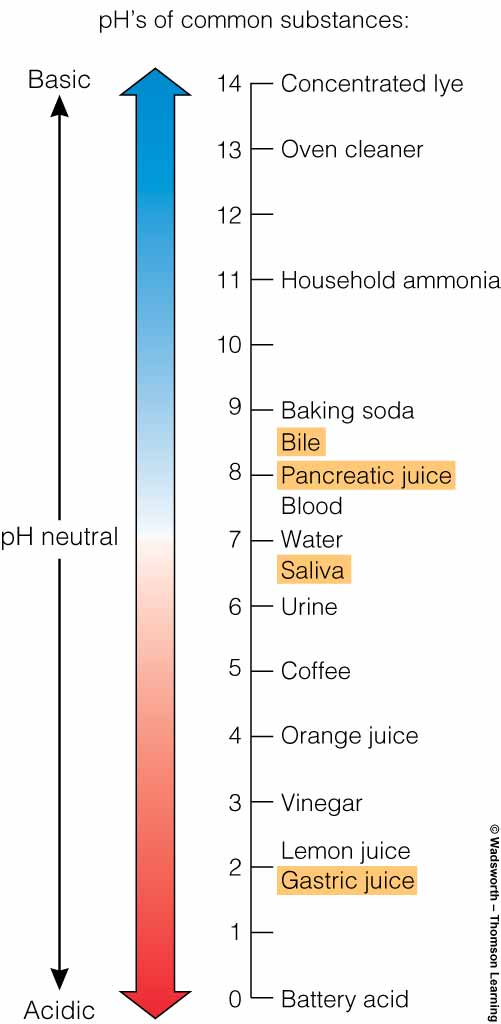 pH's of common substances:
Basic
14 Concentrated lye
13 Oven cleaner
12
11 Household ammonia
10
9 Baking soda
Bile
8 Pancreatic juice
Blood
pH neutral
7 Water
Saliva
6 Urine
5 Coffee
4 Orange juice
3 Vinegar
Lemon juice
2
Gastric juice
1
0 Battery acid
Acidic
© Wadsworth – Thomson Learning